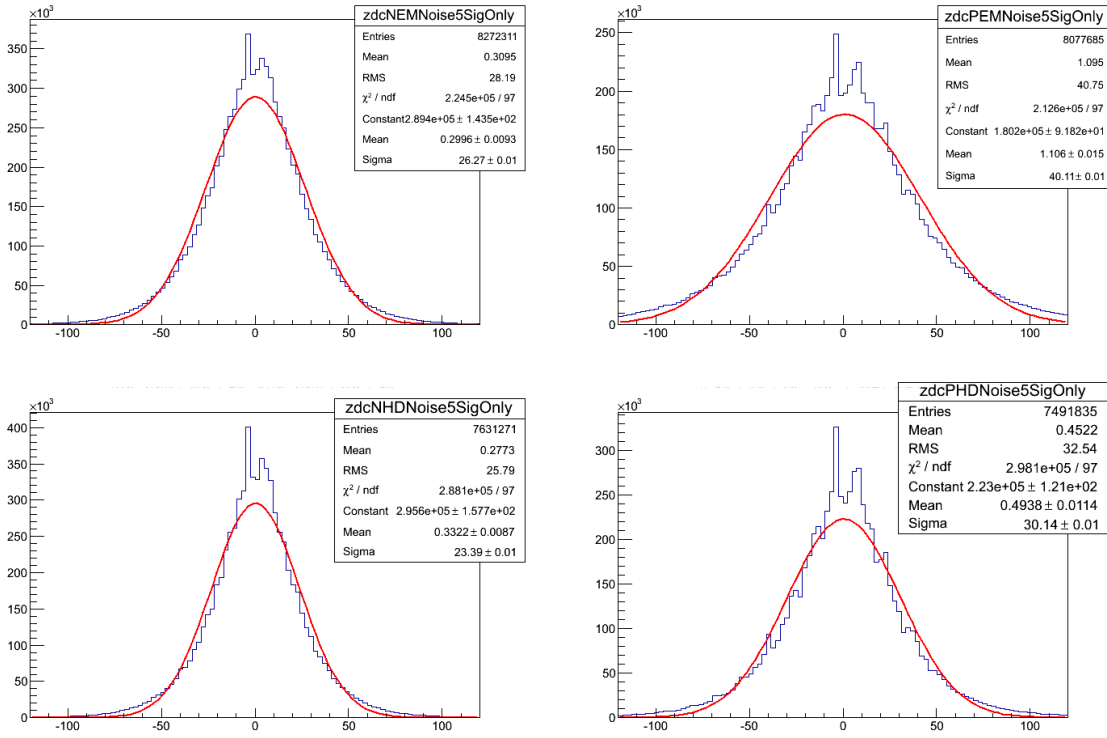 zdcNEMNoise5SigOnly
Entries 8272311
Mean 0.3095
RMS 28.19
χ² / ndf 2.245e+05 / 97
Constant2.894e+05 ± 1.435e+02
Mean 0.2996 ± 0.0093
Sigma 26.27 ± 0.01
×10³
350
300
250
200
150
100
50
0
-100 -50 0 50 100
zdcPEMNoise5SigOnly
Entries 8077685
Mean 1.095
RMS 40.75
χ² / ndf 2.126e+05 / 97
Constant 1.802e+05 ± 9.182e+01
Mean 1.106 ± 0.015
Sigma 40.11 ± 0.01
×10³
250
200
150
100
50
0
-100 -50 0 50 100
zdcNHDNoise5SigOnly
Entries 7631271
Mean 0.2773
RMS 25.79
χ² / ndf 2.881e+05 / 97
Constant 2.956e+05 ± 1.577e+02
Mean 0.3322 ± 0.0087
Sigma 23.39 ± 0.01
×10³
400
350
300
250
200
150
100
50
0
-100 -50 0 50 100
zdcPHDNoise5SigOnly
Entries 7491835
Mean 0.4522
RMS 32.54
χ² / ndf 2.981e+05 / 97
Constant 2.23e+05 ± 1.21e+02
Mean 0.4938 ± 0.0114
Sigma 30.14 ± 0.01
×10³
300
250
200
150
100
50
0
-100 -50 0 50 100